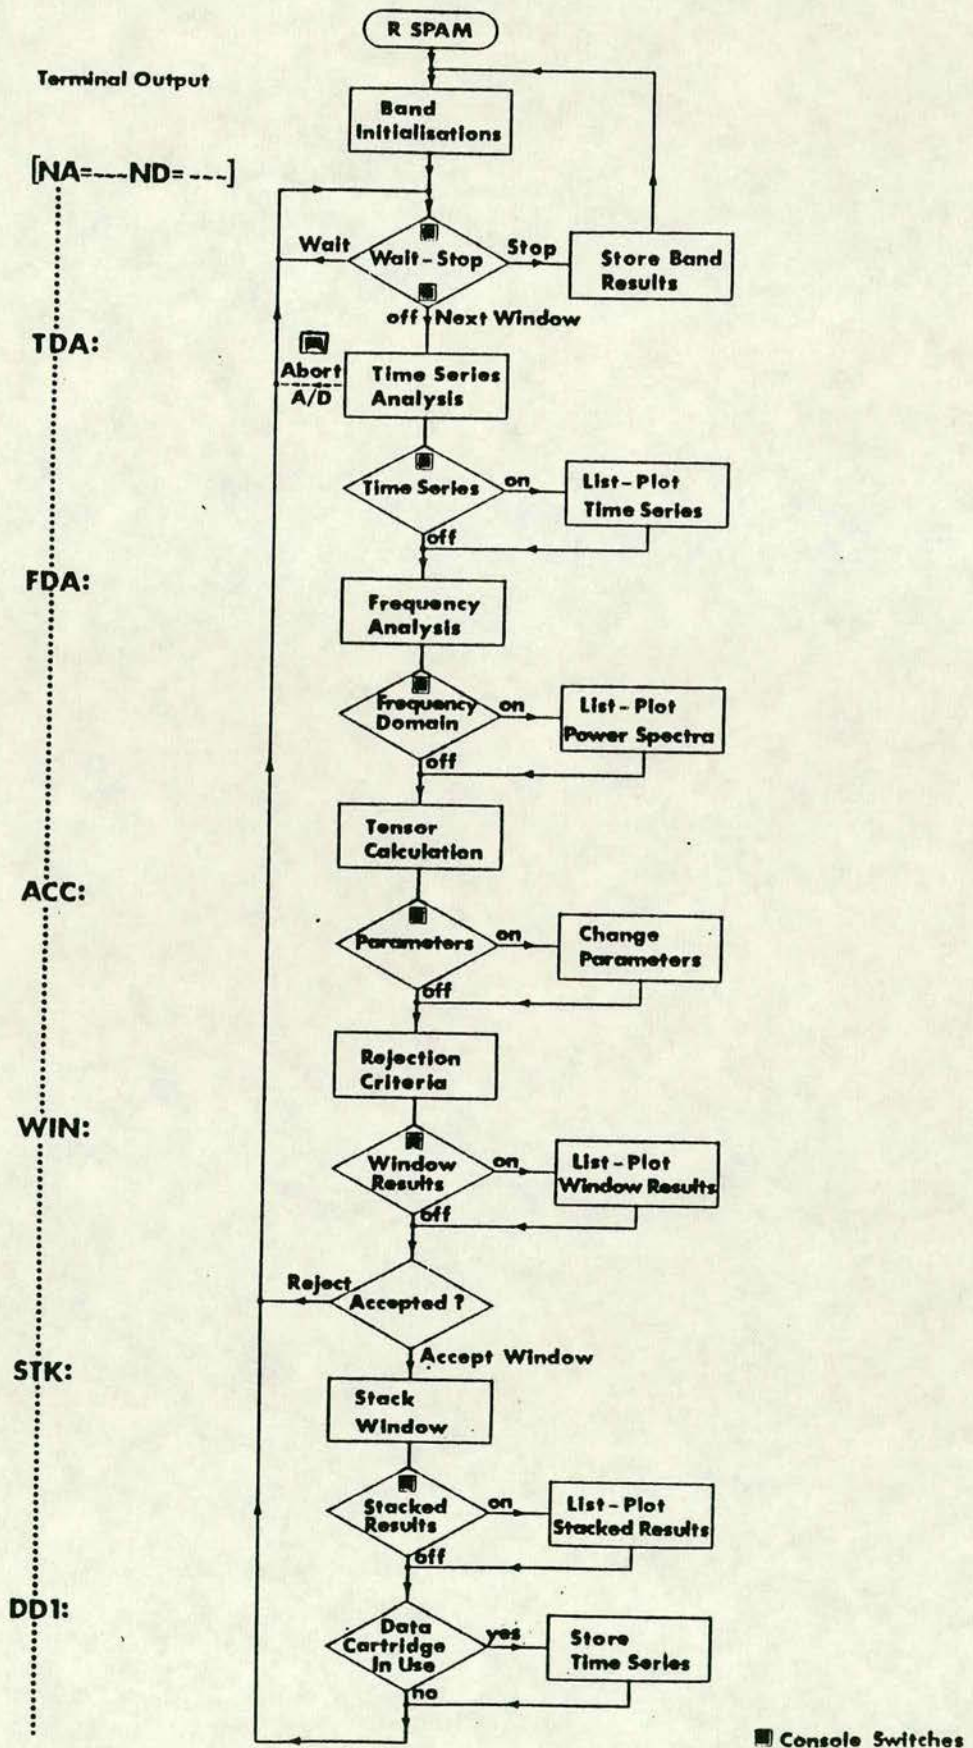 R SPAM
Terminal Output
Band
Initialisations
[NA=---ND= ---]
Wait
Wait-Stop
Stop
Store Band
Results
off
Next Window
TDA:
Abort
A/D
Time Series
Analysis
Time Series
on
List-Plot
Time Series
off
FDA:
Frequency
Analysis
Frequency
Domain
on
List-Plot
Power Spectra
off
Tensor
Calculation
ACC:
Parameters
on
Change
Parameters
off
Rejection
Criteria
WIN:
Window
Results
on
List-Plot
Window Results
off
Reject
Accepted ?
Accept Window
STK:
Stack
Window
Stacked
Results
on
List-Plot
Stacked Results
off
DD1:
Data
Cartridge
In Use
yes
Store
Time Series
no
Console Switches